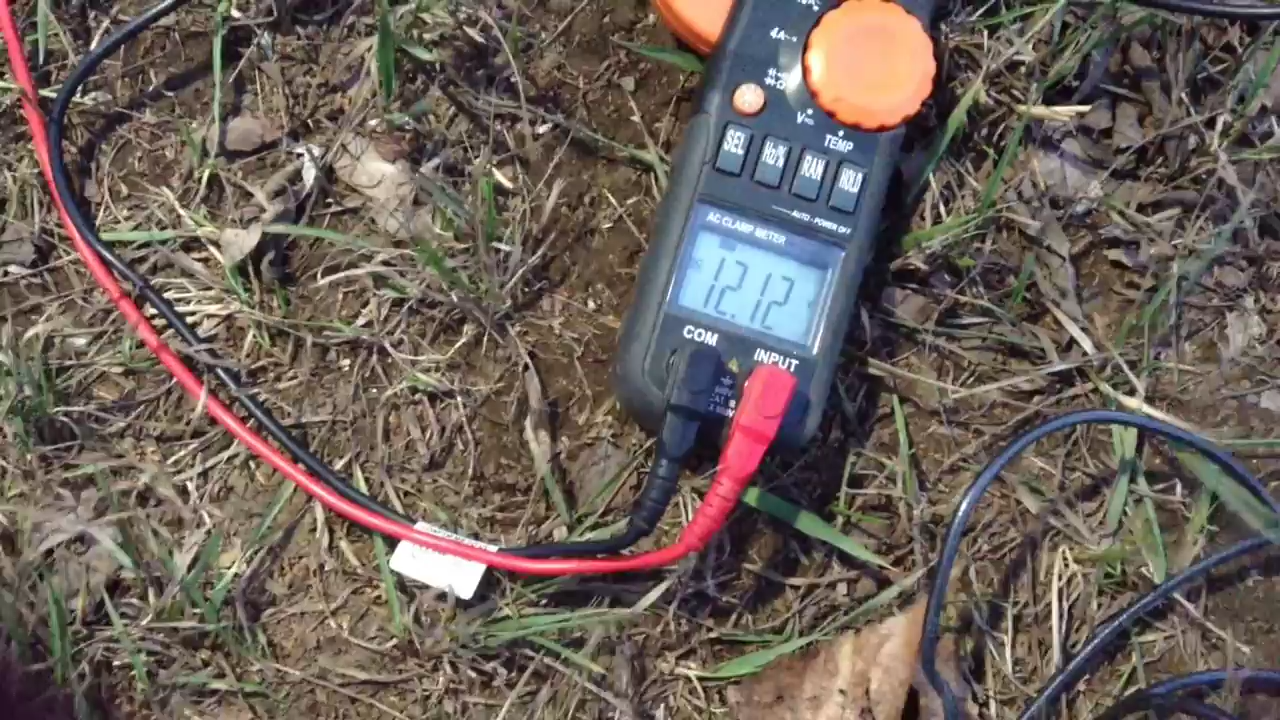 4A~
V
TEMP
SEL
Hz/%
RAN
HOLD
AUTO - POWER OFF
AC CLAMP METER
12.12
COM
INPUT